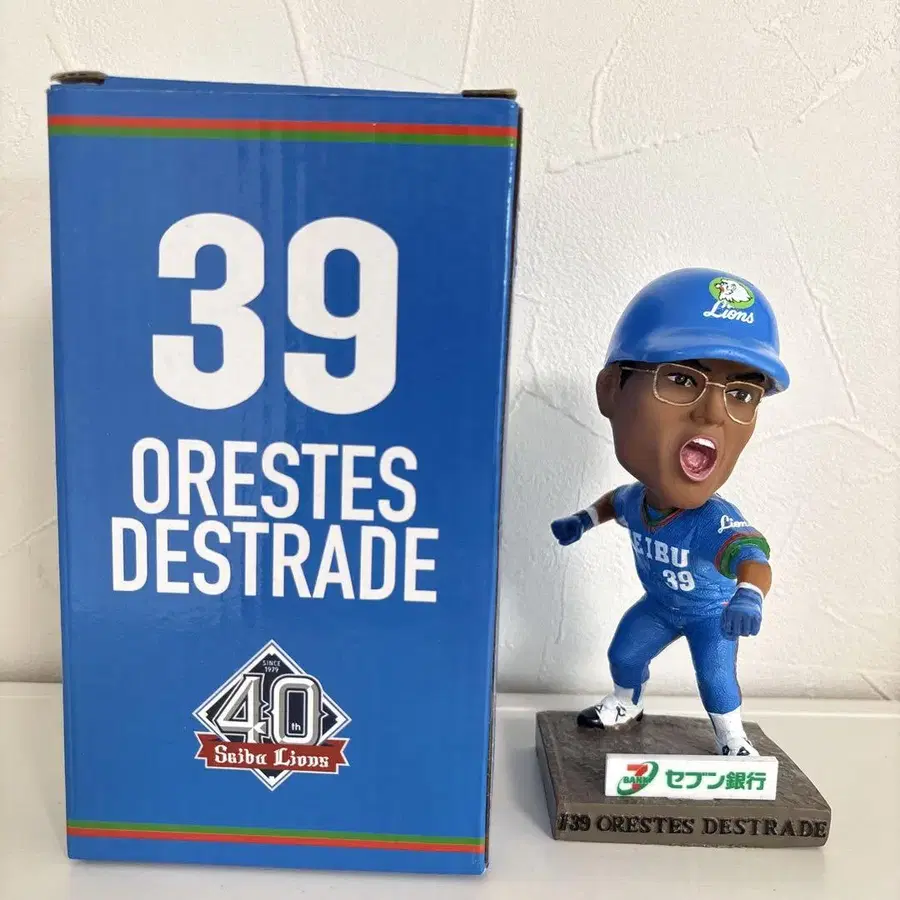 39
ORESTES
DESTRADE
SINCE
1979
40th
Seibu Lions
Lions
Lions
SEIBU
39
7
BANK
セブン銀行
#39 ORESTES DESTRADE